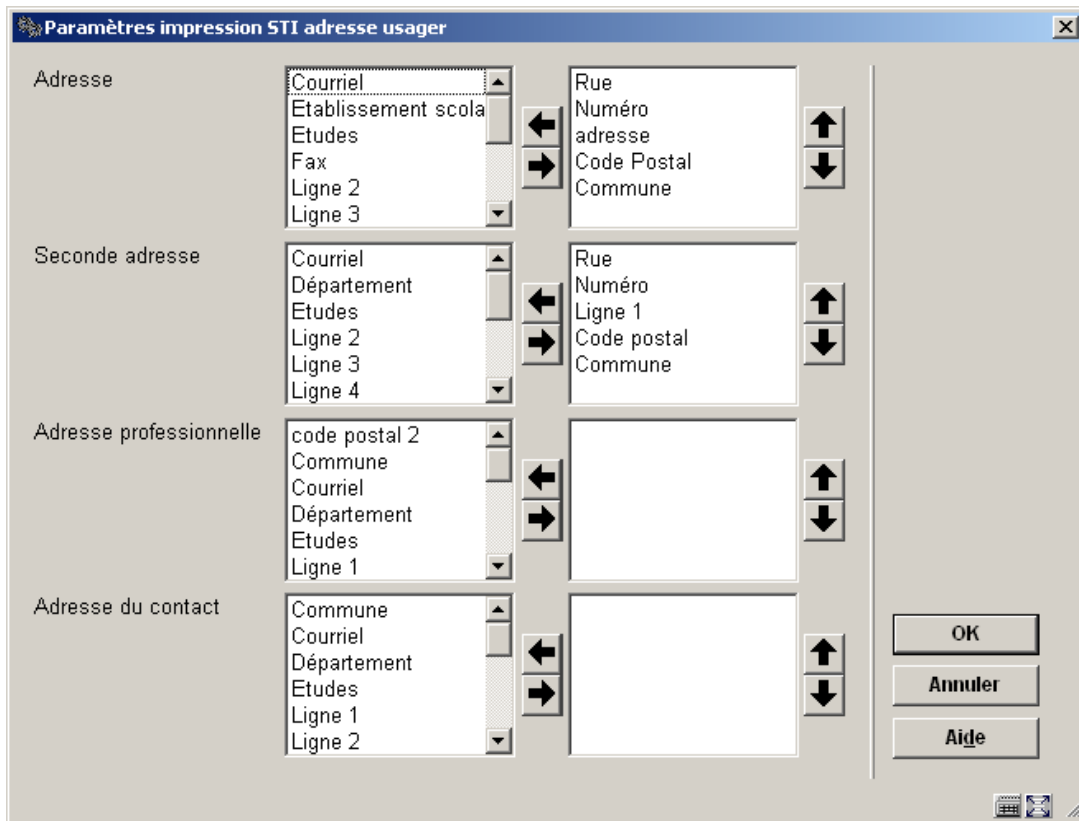 Paramètres impression STI adresse usager
Adresse
Courriel
Etablissement scola
Etudes
Fax
Ligne 2
Ligne 3
Rue
Numéro
adresse
Code Postal
Commune
Seconde adresse
Courriel
Département
Etudes
Ligne 2
Ligne 3
Ligne 4
Rue
Numéro
Ligne 1
Code postal
Commune
Adresse professionnelle
code postal 2
Commune
Courriel
Département
Etudes
Ligne 1
Adresse du contact
Commune
Courriel
Département
Etudes
Ligne 1
Ligne 2
OK
Annuler
Aide